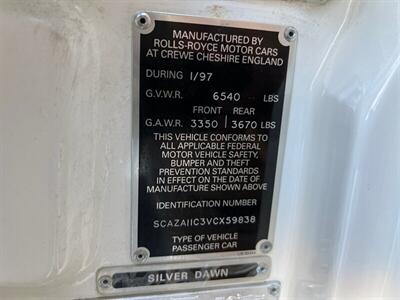 MANUFACTURED BY
ROLLS-ROYCE MOTOR CARS
AT CREWE CHESHIRE ENGLAND
DURING 1/97
G.V.W.R. 6540 LBS
FRONT REAR
G.A.W.R. 3350 3670 LBS
THIS VEHICLE CONFORMS TO
ALL APPLICABLE FEDERAL
MOTOR VEHICLE SAFETY,
BUMPER AND THEFT
PREVENTION STANDARDS
IN EFFECT ON THE DATE OF
MANUFACTURE SHOWN ABOVE
IDENTIFICATION NUMBER
SCAZA11C3VCX59838
TYPE OF VEHICLE
PASSENGER CAR
SILVER DAWN